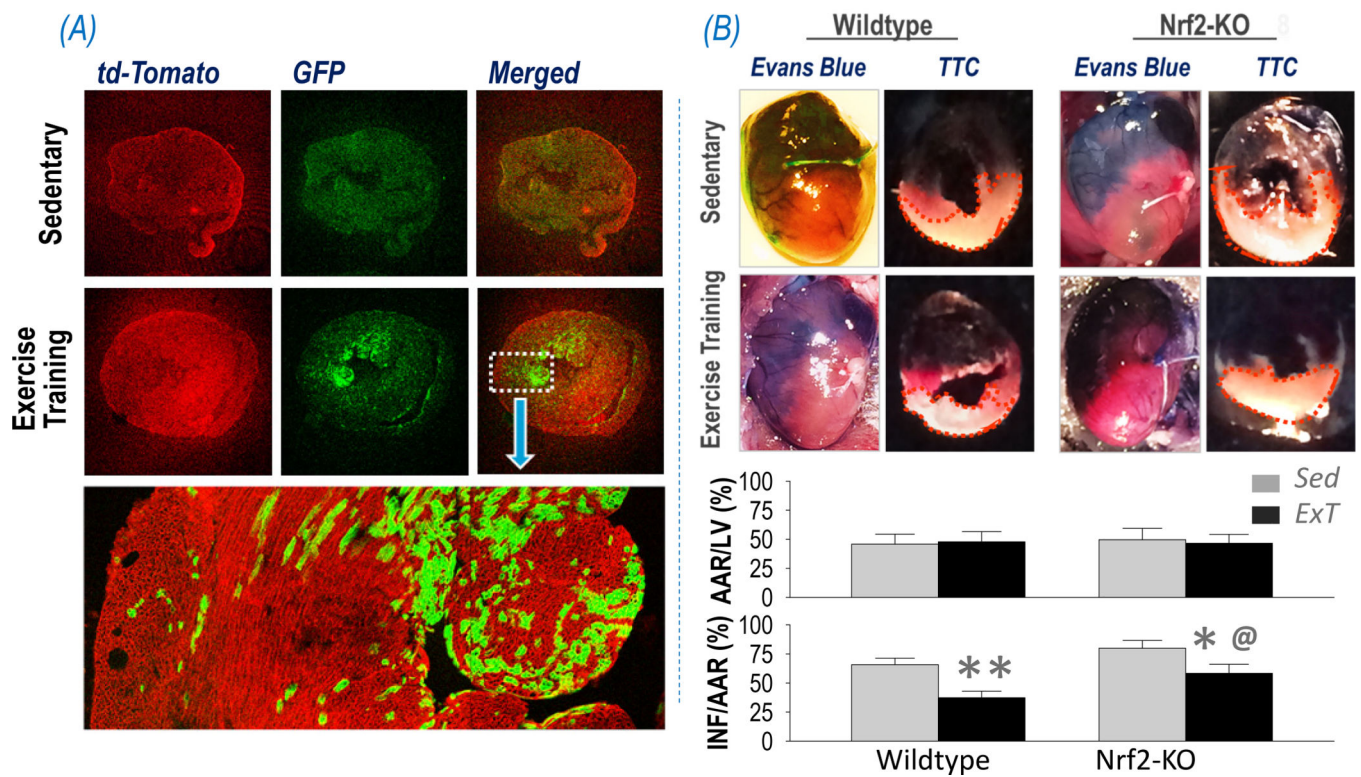 (A)
td-Tomato GFP Merged
Sedentary
Exercise
Training
(B)
Wildtype Nrf2-KO 8
Evans Blue TTC Evans Blue TTC
Sedentary
Exercise Training
AAR/LV (%)
100
75
50
25
0
Sed
ExT
INF/AAR (%)
100
75
50
25
0
**
* @
Wildtype Nrf2-KO